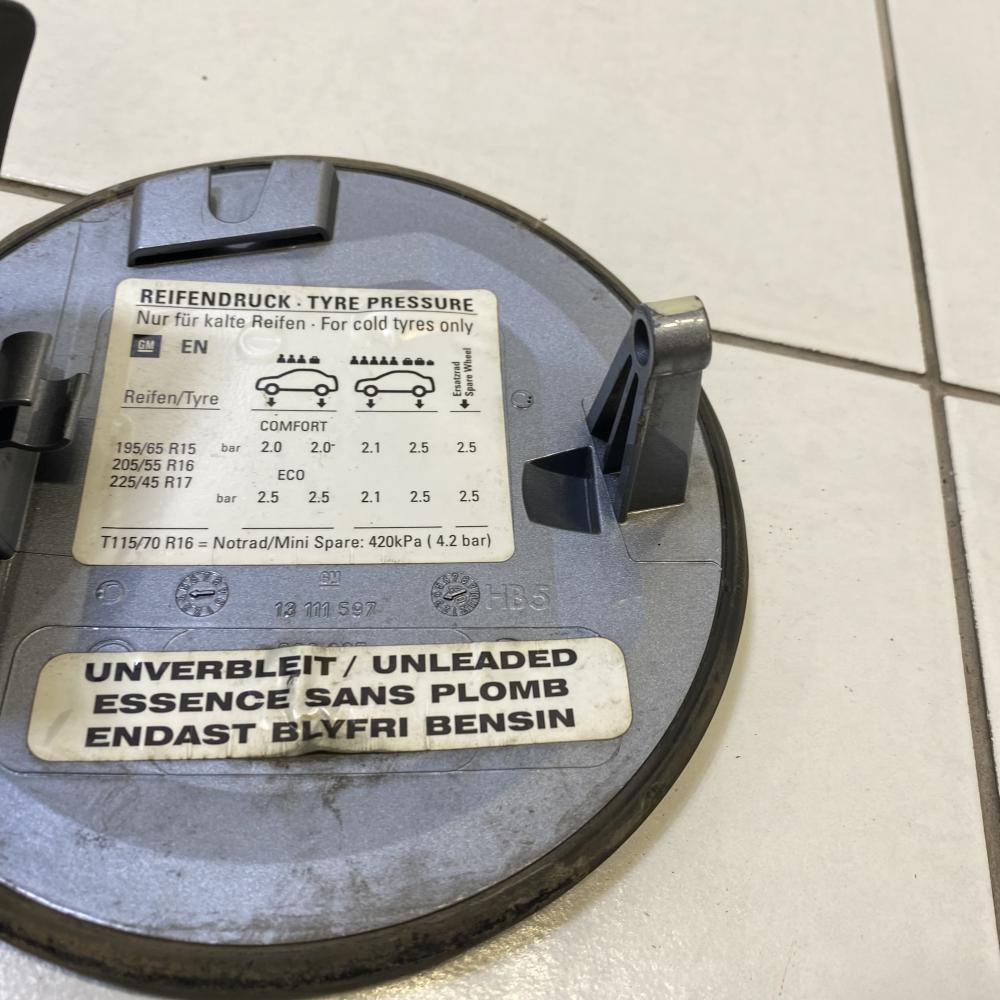 REIFENDRUCK · TYRE PRESSURE
Nur für kalte Reifen · For cold tyres only
GM EN
Ersatzrad
Spare Wheel
Reifen/Tyre
COMFORT
195/65 R15 bar 2.0 2.0 2.1 2.5 2.5
205/55 R16
ECO
225/45 R17
bar 2.5 2.5 2.1 2.5 2.5
T115/70 R16 = Notrad/Mini Spare: 420kPa ( 4.2 bar)
GM
13 111 597
HB5
UNVERBLEIT / UNLEADED
ESSENCE SANS PLOMB
ENDAST BLYFRI BENSIN